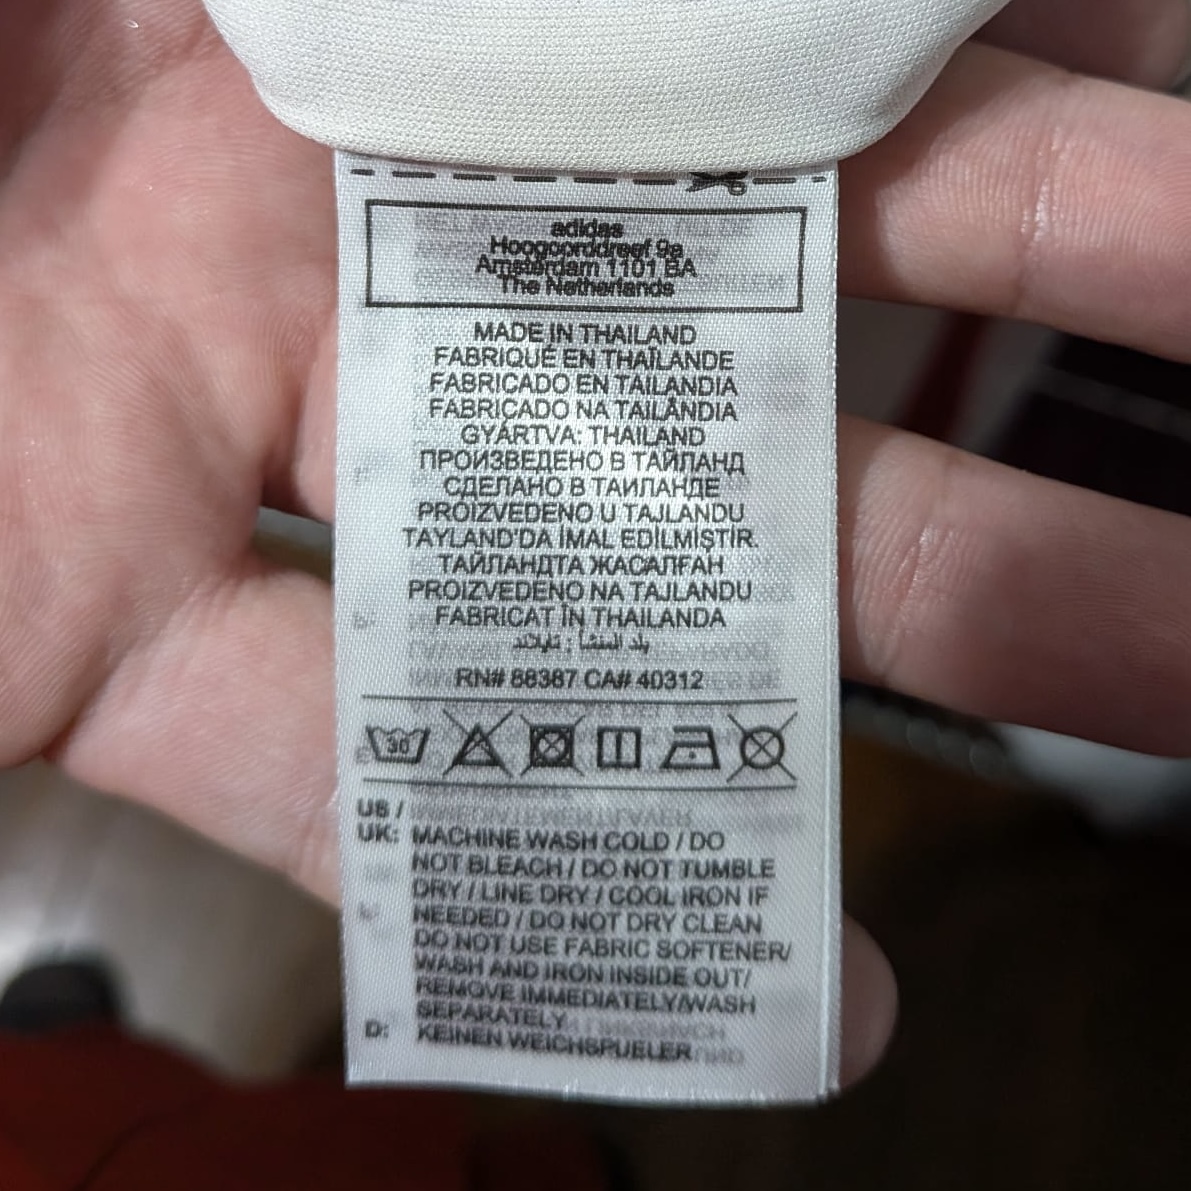 adidas
Hoogoorddreef 9a
Amsterdam 1101 BA
The Netherlands
MADE IN THAILAND
FABRIQUÉ EN THAÏLANDE
FABRICADO EN TAILANDIA
FABRICADO NA TAILÂNDIA
GYÁRTVA: THAILAND
ПРОИЗВЕДЕНО В ТАЙЛАНД
СДЕЛАНО В ТАИЛАНДЕ
PROIZVEDENO U TAJLANDU
TAYLAND'DA İMAL EDİLMİŞTİR.
ТАЙЛАНДТА ЖАСАЛҒАН
PROIZVEDENO NA TAJLANDU
FABRICAT ÎN THAILANDA
بلد المنشأ : تايلاند
RN# 88387 CA# 40312
30
US /
UK: MACHINE WASH COLD / DO
NOT BLEACH / DO NOT TUMBLE
DRY / LINE DRY / COOL IRON IF
NEEDED / DO NOT DRY CLEAN
DO NOT USE FABRIC SOFTENER/
WASH AND IRON INSIDE OUT/
REMOVE IMMEDIATELY/WASH
SEPARATELY
D: KEINEN WEICHSPUELER